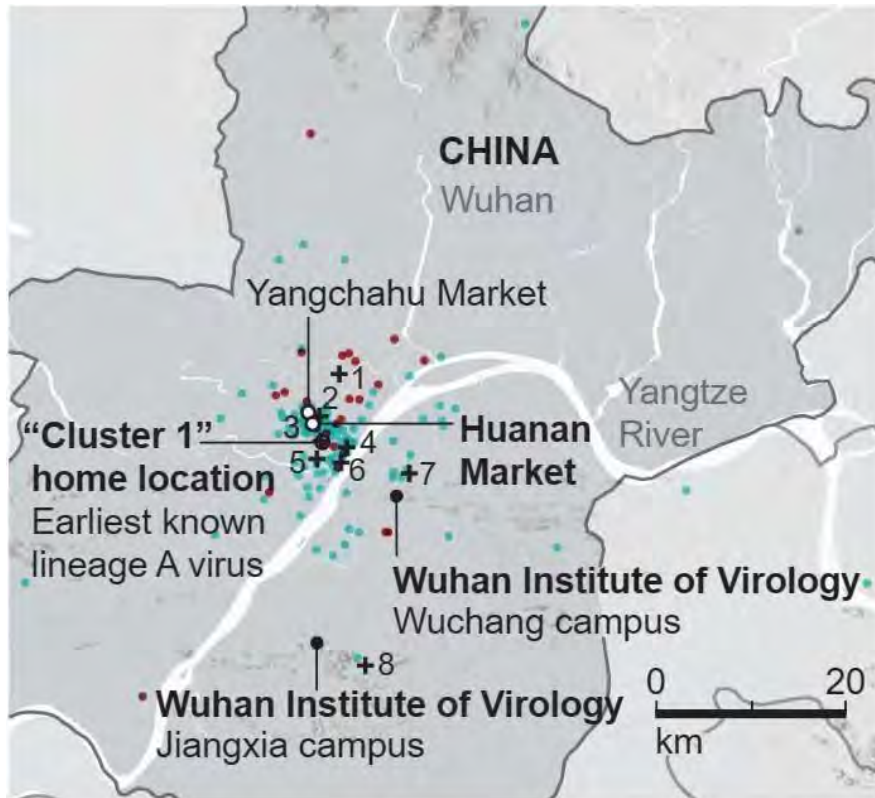 CHINA
Wuhan
Yangchahu Market
1
2
3
“Cluster 1”
home location
Earliest known
lineage A virus
4
5
6
7
Huanan
Market
Yangtze
River
Wuhan Institute of Virology
Wuchang campus
8
Wuhan Institute of Virology
Jiangxia campus
0 20
km